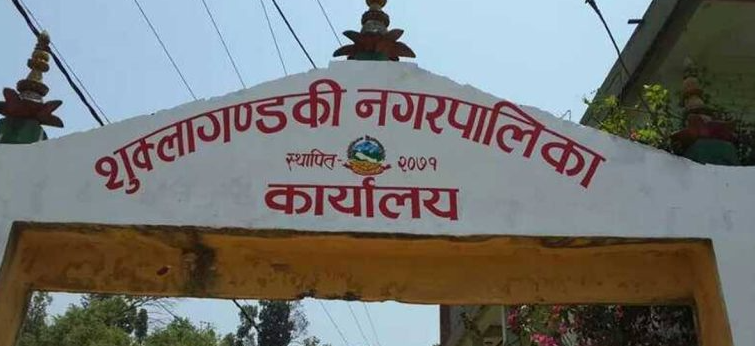 शुक्लागण्डकी नगरपालिका
स्थापित-२०७१
कार्यालय